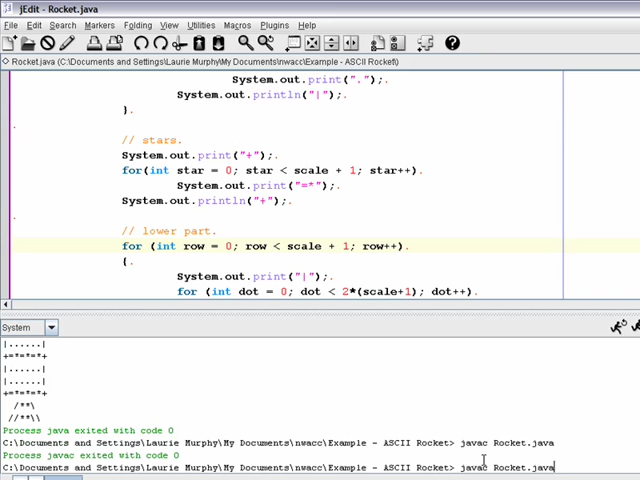 jEdit - Rocket.java
File Edit Search Markers Folding View Utilities Macros Plugins Help
Rocket.java (C:\Documents and Settings\Laurie Murphy\My Documents\nwacc\Example - ASCII Rocket\)
System.out.print(".");.
System.out.println("|");.
}.
.
// stars.
System.out.print("+");.
for(int star = 0; star < scale + 1; star++).
System.out.print("=*");.
System.out.println("+");.
.
// lower part.
for (int row = 0; row < scale + 1; row++).
{.
System.out.print("|");.
for (int dot = 0; dot < 2*(scale+1); dot++).
System
|......|
+=*=*=*+
|......|
|......|
+=*=*=*+
/**\
//**\\
Process java exited with code 0
C:\Documents and Settings\Laurie Murphy\My Documents\nwacc\Example - ASCII Rocket> javac Rocket.java
Process javac exited with code 0
C:\Documents and Settings\Laurie Murphy\My Documents\nwacc\Example - ASCII Rocket> javac Rocket.java